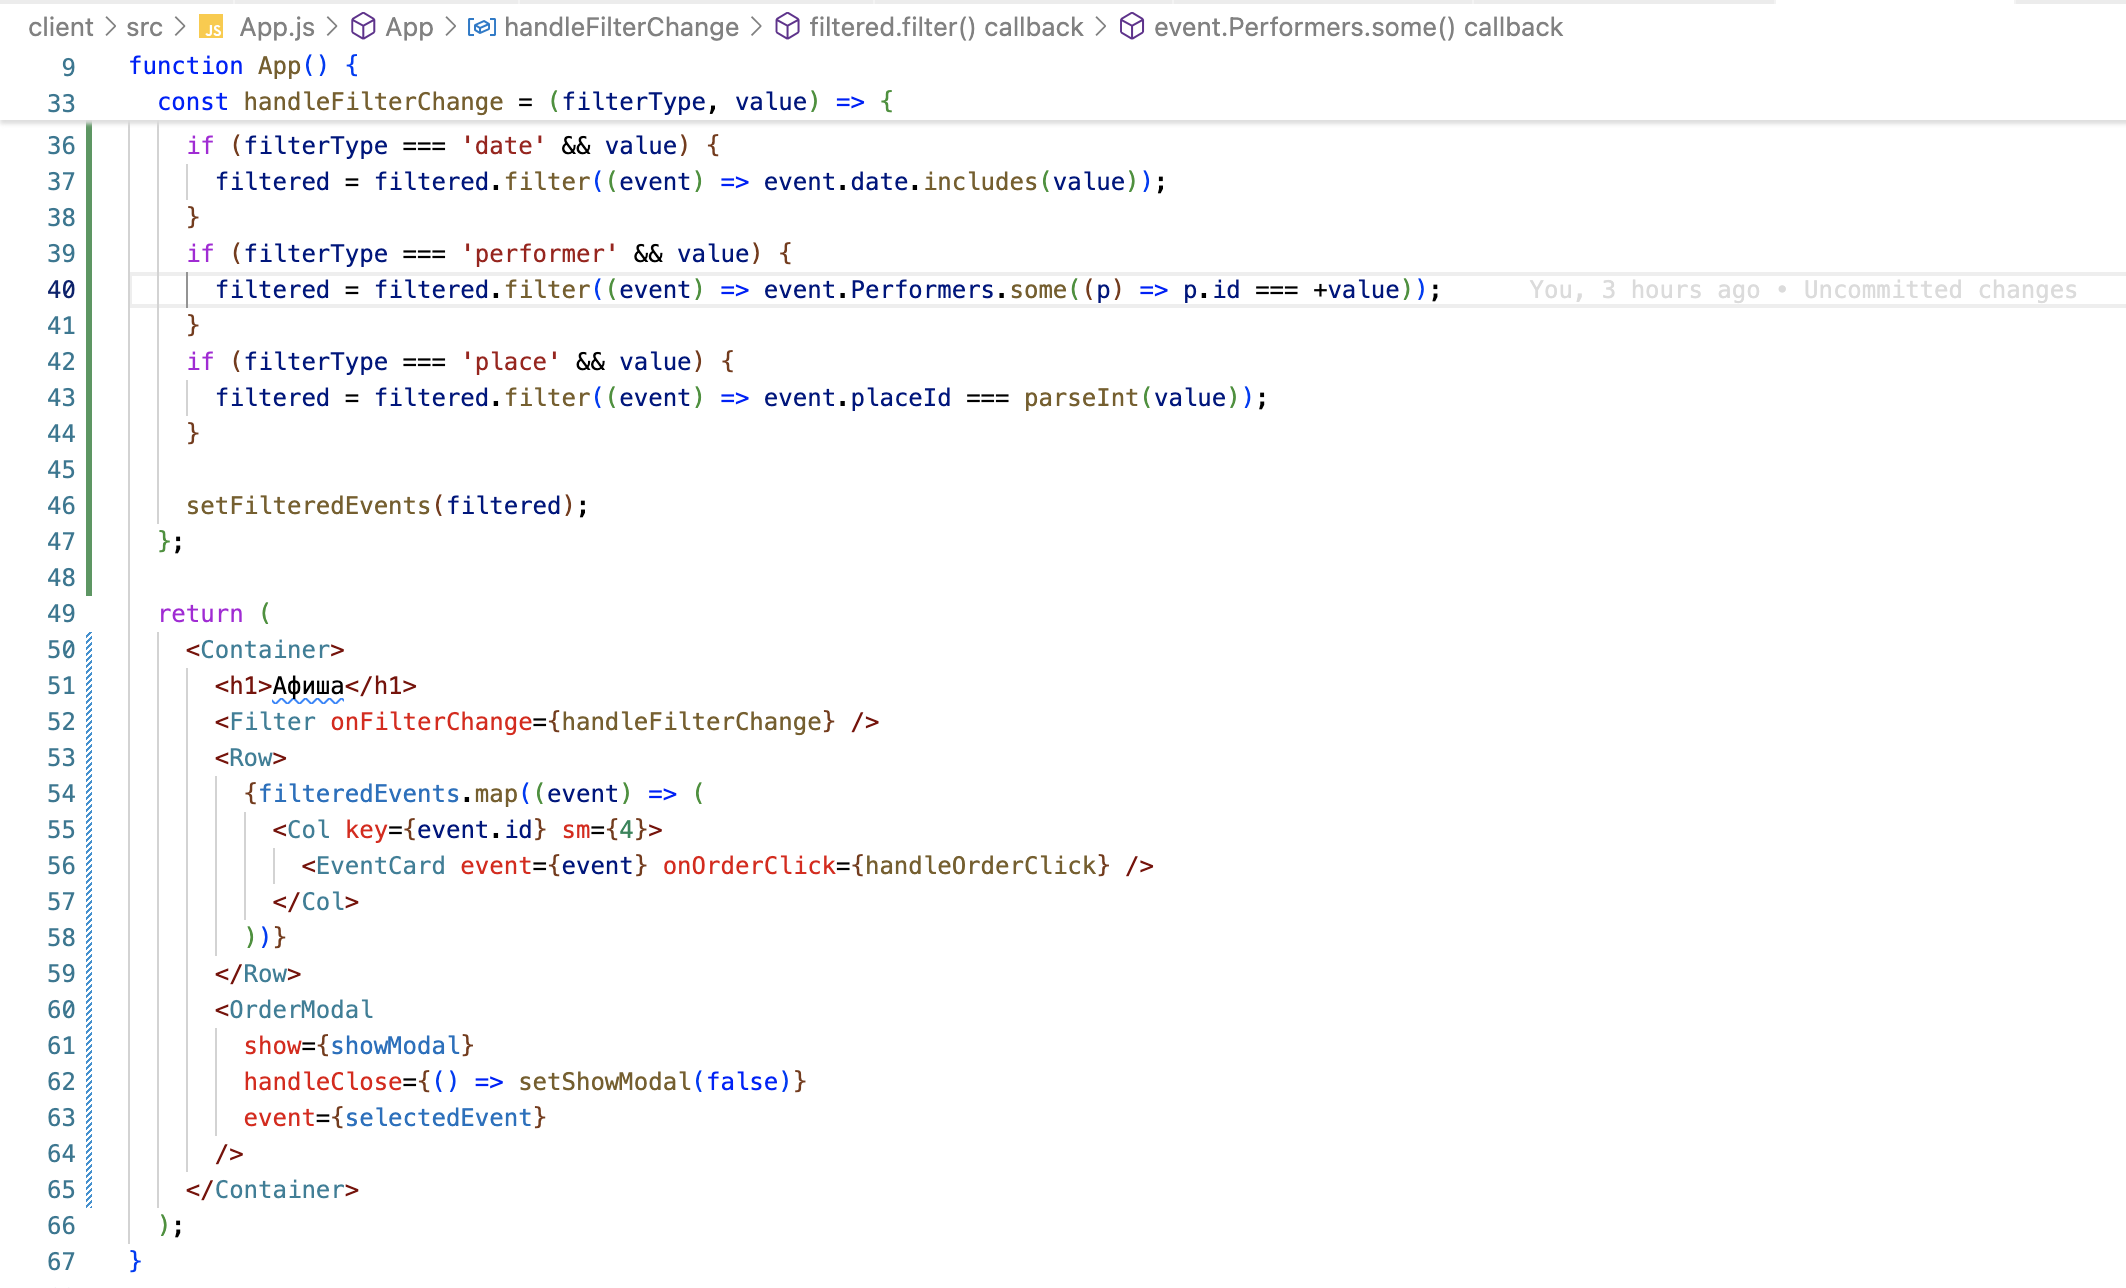 client > src > JS App.js > App > handleFilterChange > filtered.filter() callback > event.Performers.some() callback
9 function App() {
33 const handleFilterChange = (filterType, value) => {
36 if (filterType === 'date' && value) {
37 filtered = filtered.filter((event) => event.date.includes(value));
38 }
39 if (filterType === 'performer' && value) {
40 filtered = filtered.filter((event) => event.Performers.some((p) => p.id === +value)); You, 3 hours ago • Uncommitted changes
41 }
42 if (filterType === 'place' && value) {
43 filtered = filtered.filter((event) => event.placeId === parseInt(value));
44 }
45
46 setFilteredEvents(filtered);
47 };
48
49 return (
50 <Container>
51 <h1>Афиша</h1>
52 <Filter onFilterChange={handleFilterChange} />
53 <Row>
54 {filteredEvents.map((event) => (
55 <Col key={event.id} sm={4}>
56 <EventCard event={event} onOrderClick={handleOrderClick} />
57 </Col>
58 ))}
59 </Row>
60 <OrderModal
61 show={showModal}
62 handleClose={() => setShowModal(false)}
63 event={selectedEvent}
64 />
65 </Container>
66 );
67 }